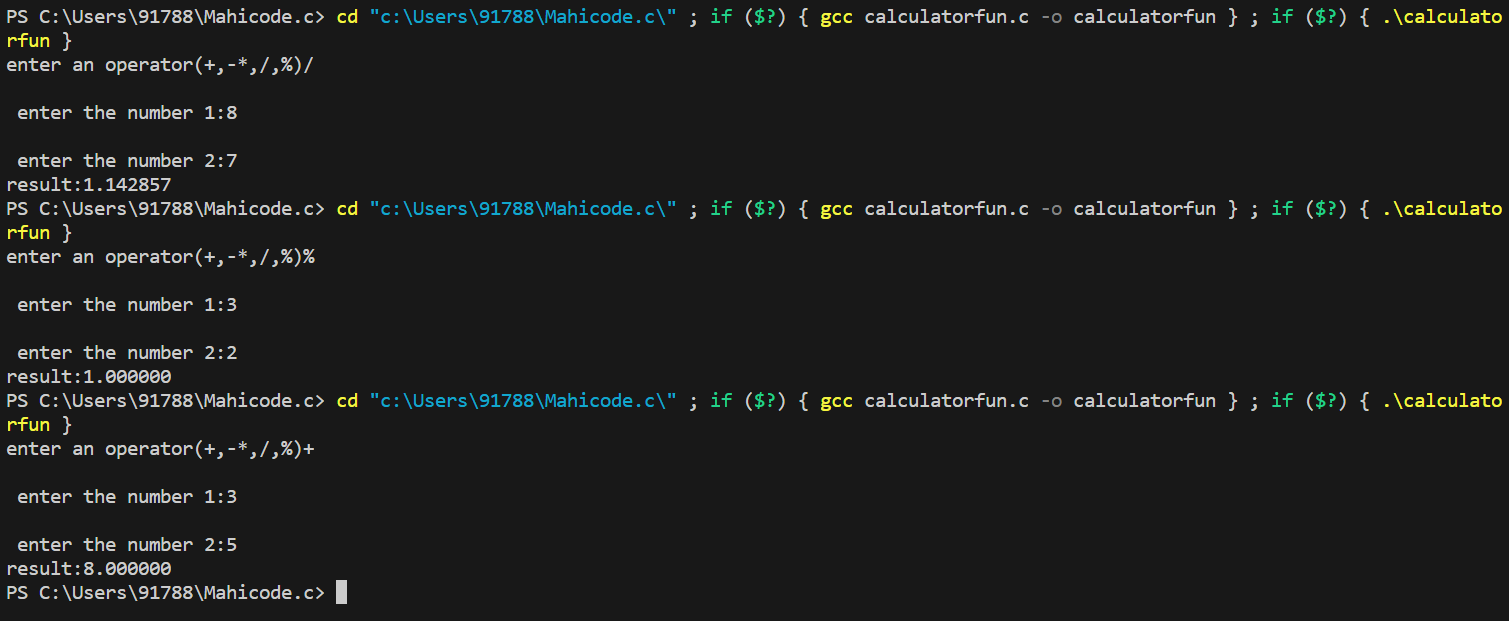 PS C:\Users\91788\Mahicode.c> cd "c:\Users\91788\Mahicode.c\" ; if ($?) { gcc calculatorfun.c -o calculatorfun } ; if ($?) { .\calculato
rfun }
enter an operator(+,-*,/,%)/
 enter the number 1:8
 enter the number 2:7
result:1.142857
PS C:\Users\91788\Mahicode.c> cd "c:\Users\91788\Mahicode.c\" ; if ($?) { gcc calculatorfun.c -o calculatorfun } ; if ($?) { .\calculato
rfun }
enter an operator(+,-*,/,%)%
 enter the number 1:3
 enter the number 2:2
result:1.000000
PS C:\Users\91788\Mahicode.c> cd "c:\Users\91788\Mahicode.c\" ; if ($?) { gcc calculatorfun.c -o calculatorfun } ; if ($?) { .\calculato
rfun }
enter an operator(+,-*,/,%)+
 enter the number 1:3
 enter the number 2:5
result:8.000000
PS C:\Users\91788\Mahicode.c>